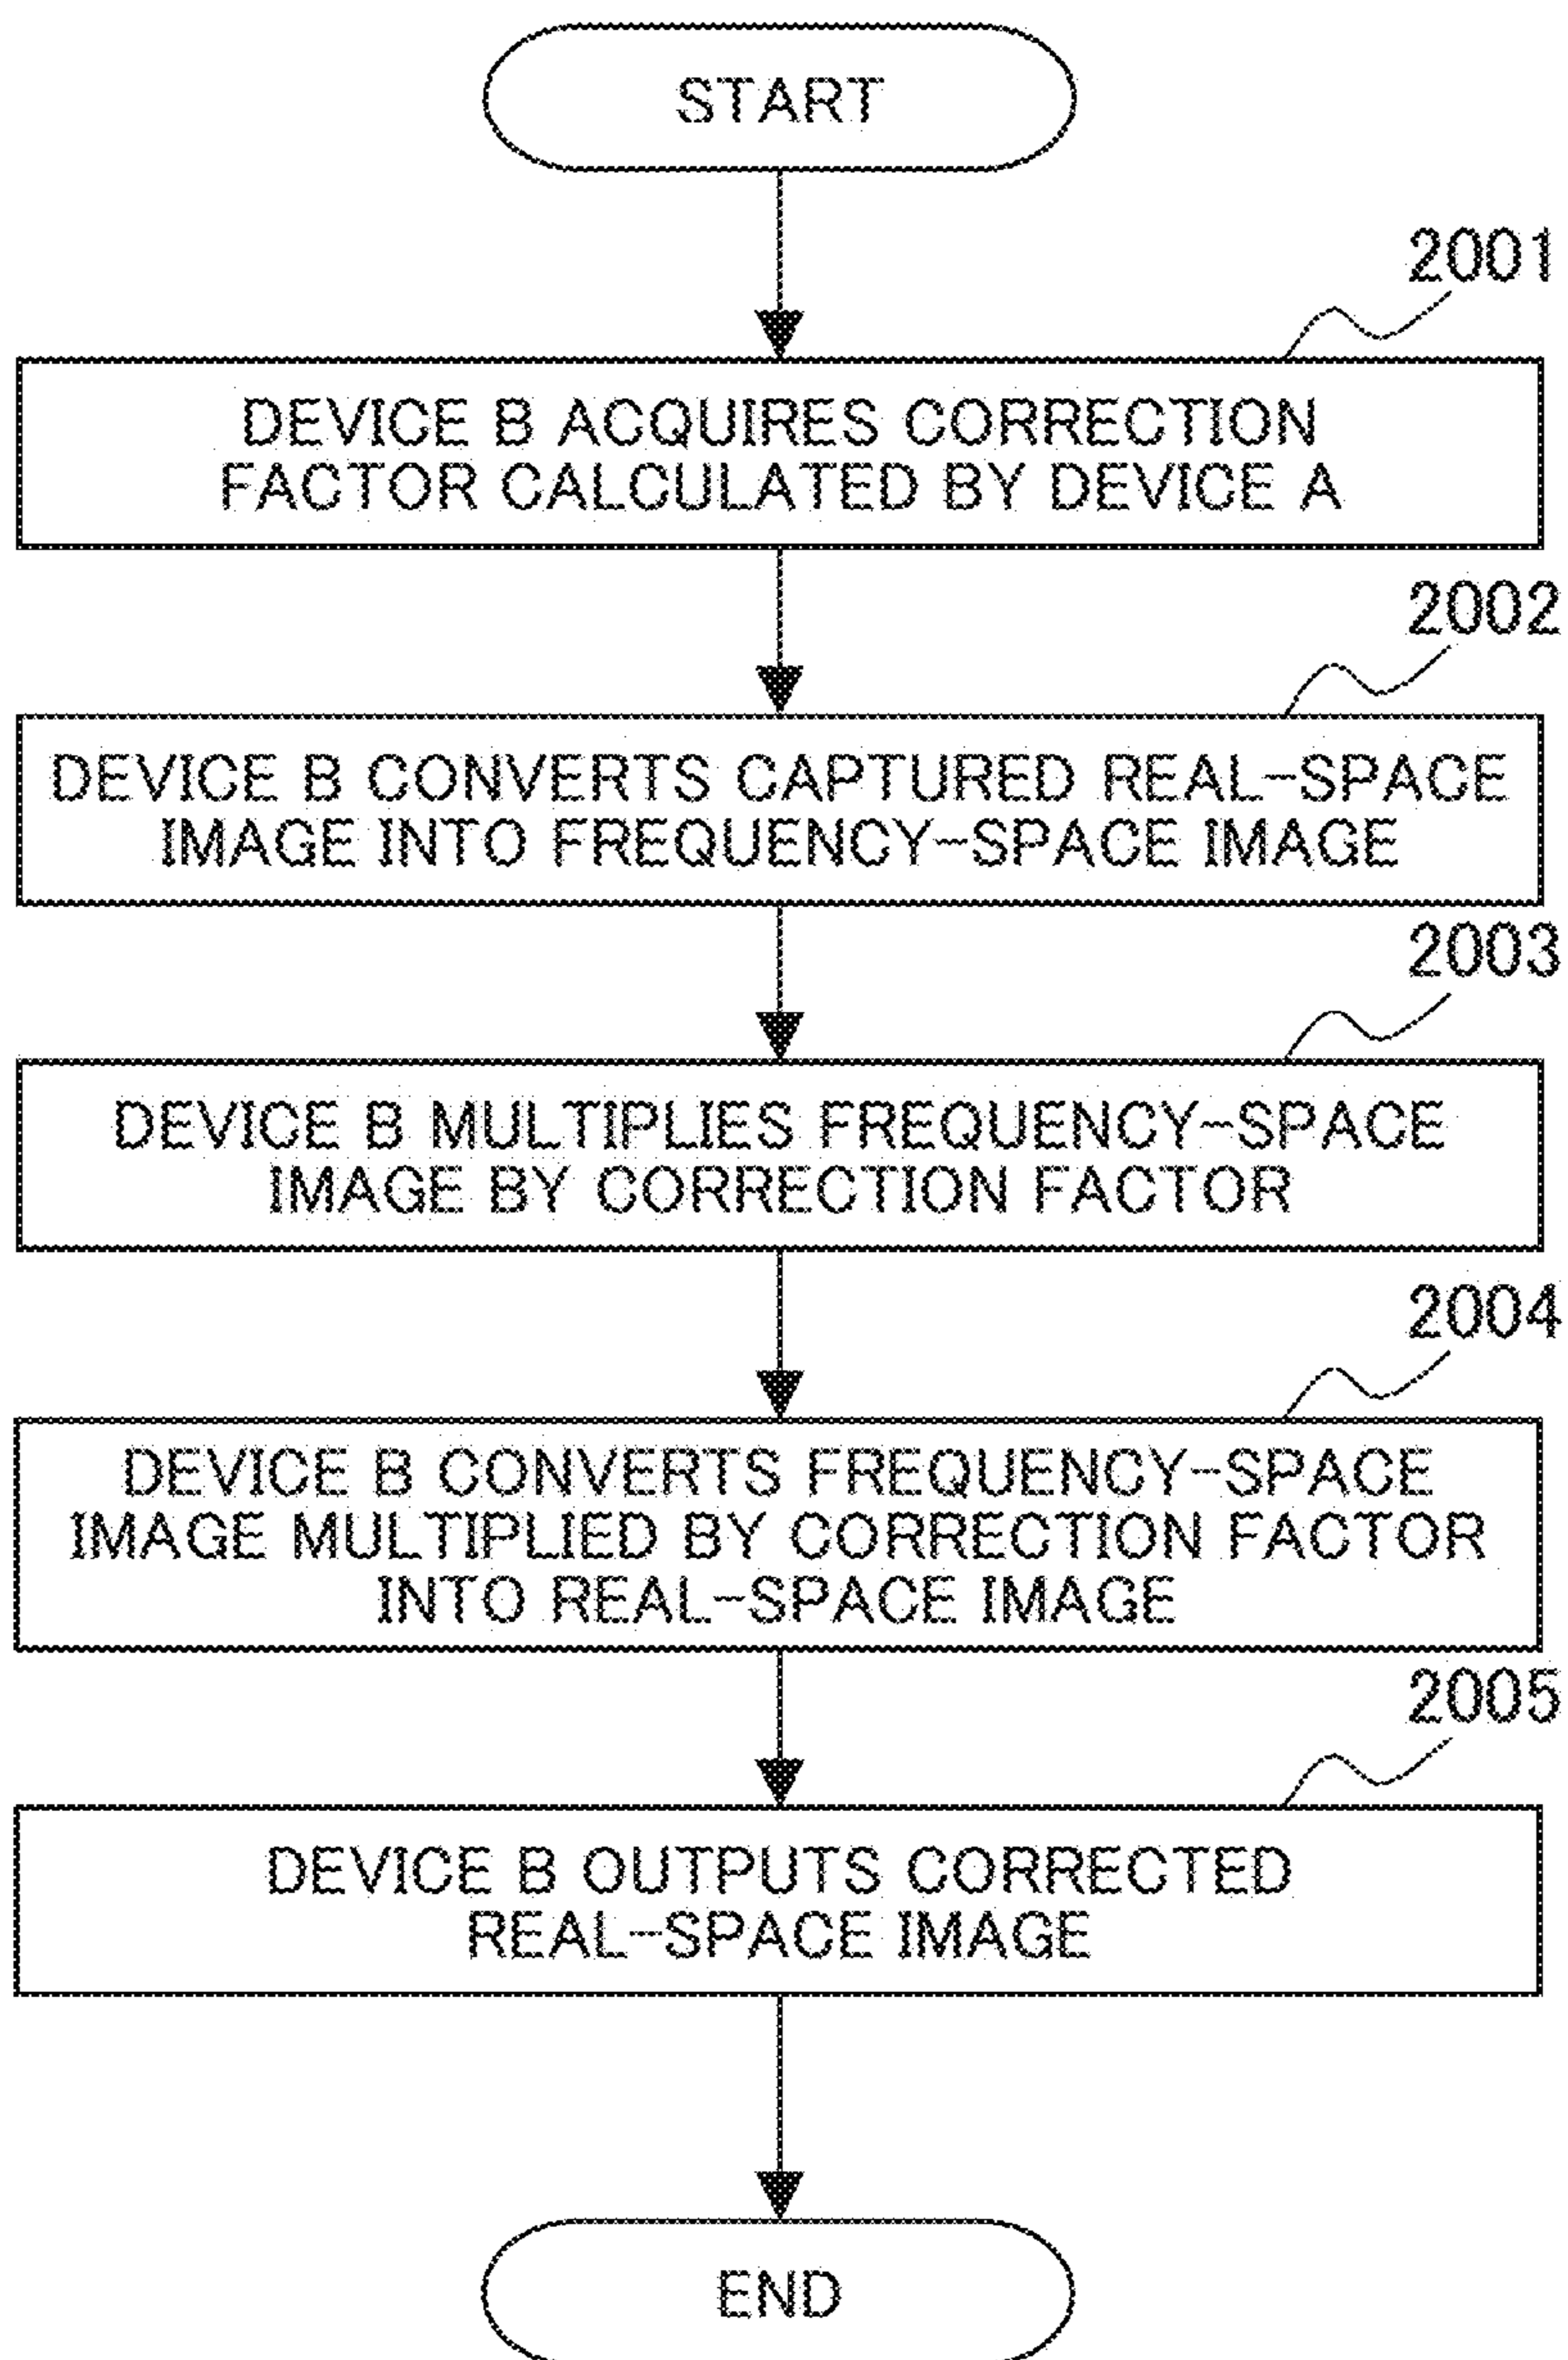 START
2001
DEVICE B ACQUIRES CORRECTION
FACTOR CALCULATED BY DEVICE A
2002
DEVICE B CONVERTS CAPTURED REAL-SPACE
IMAGE INTO FREQUENCY-SPACE IMAGE
2003
DEVICE B MULTIPLIES FREQUENCY-SPACE
IMAGE BY CORRECTION FACTOR
2004
DEVICE B CONVERTS FREQUENCY-SPACE
IMAGE MULTIPLIED BY CORRECTION FACTOR
INTO REAL-SPACE IMAGE
2005
DEVICE B OUTPUTS CORRECTED
REAL-SPACE IMAGE
END